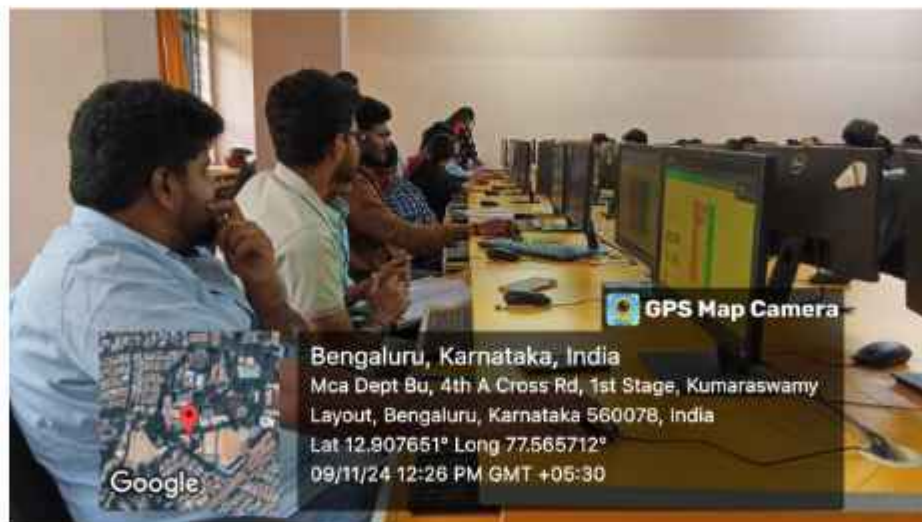 GPS Map Camera
Bengaluru, Karnataka, India
Mca Dept Bu, 4th A Cross Rd, 1st Stage, Kumaraswamy
Layout, Bengaluru, Karnataka 560078, India
Lat 12.907651° Long 77.565712°
09/11/24 12:26 PM GMT +05:30
Google